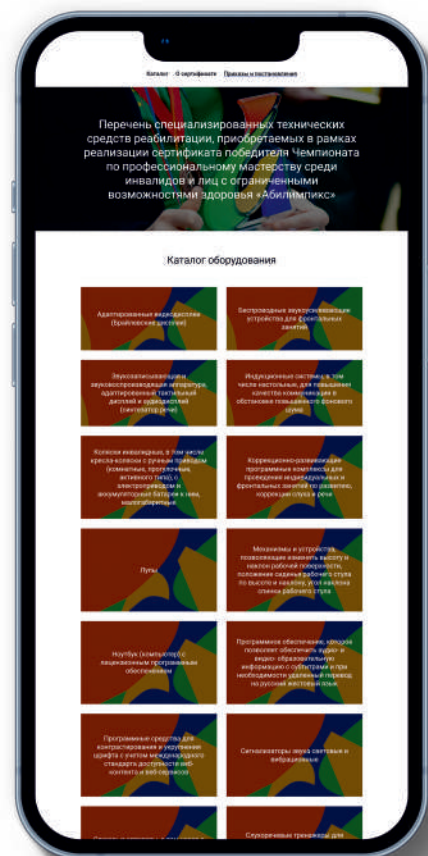 Каталог О сертификате Приказы и постановления
Перечень специализированных технических
средств реабилитации, приобретаемых в рамках
реализации сертификата победителя Чемпионата
по профессиональному мастерству среди
инвалидов и лиц с ограниченными
возможностями здоровья «Абилимпикс»
Каталог оборудования
Адаптированные видеодисплеи
(Брайлевские дисплеи)
Беспроводные звукоусиливающие
устройства для фронтальных
занятий
Звукозаписывающая и
звуковоспроизводящая аппаратура,
адаптированный тактильный
дисплей и аудиодисплей
(синтезатор речи)
Индукционные системы, в том
числе настольные, для повышения
качества коммуникации в
обстановке повышенного фонового
шума
Коляски инвалидные, в том числе
кресла-коляски с ручным приводом
(комнатные, прогулочные,
активного типа), с
электроприводом и
аккумуляторные батареи к ним,
малогабаритные
Коррекционно-развивающие
программные комплексы для
проведения индивидуальных и
фронтальных занятий по развитию,
коррекции слуха и речи
Лупы
Механизмы и устройства,
позволяющие изменять высоту и
наклон рабочей поверхности,
положение сиденья рабочего стула
по высоте и наклону, угол наклона
спинки рабочего стула
Ноутбук (компьютер) с
лицензионным программным
обеспечением
Программное обеспечение, которое
позволяет обеспечить аудио- и
видео- образовательную
информацию с субтитрами и при
необходимости удаленный перевод
на русский жестовый язык
Программные средства для
контрастирования и укрупнения
шрифта с учетом международного
стандарта доступности веб-
контента и веб-сервисов
Сигнализаторы звука световые и
вибрационные
Слухоречевые тренажеры для